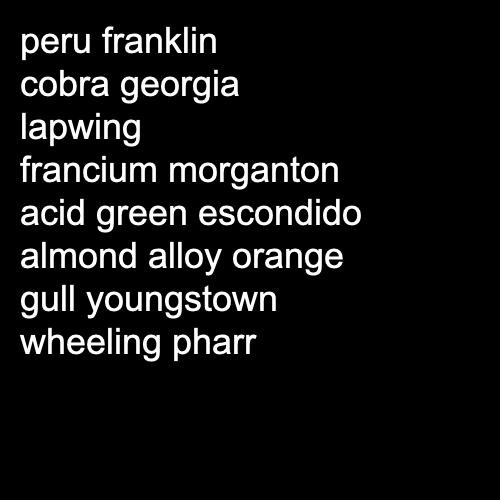 peru franklin
cobra georgia
lapwing
francium morganton
acid green escondido
almond alloy orange
gull youngstown
wheeling pharr